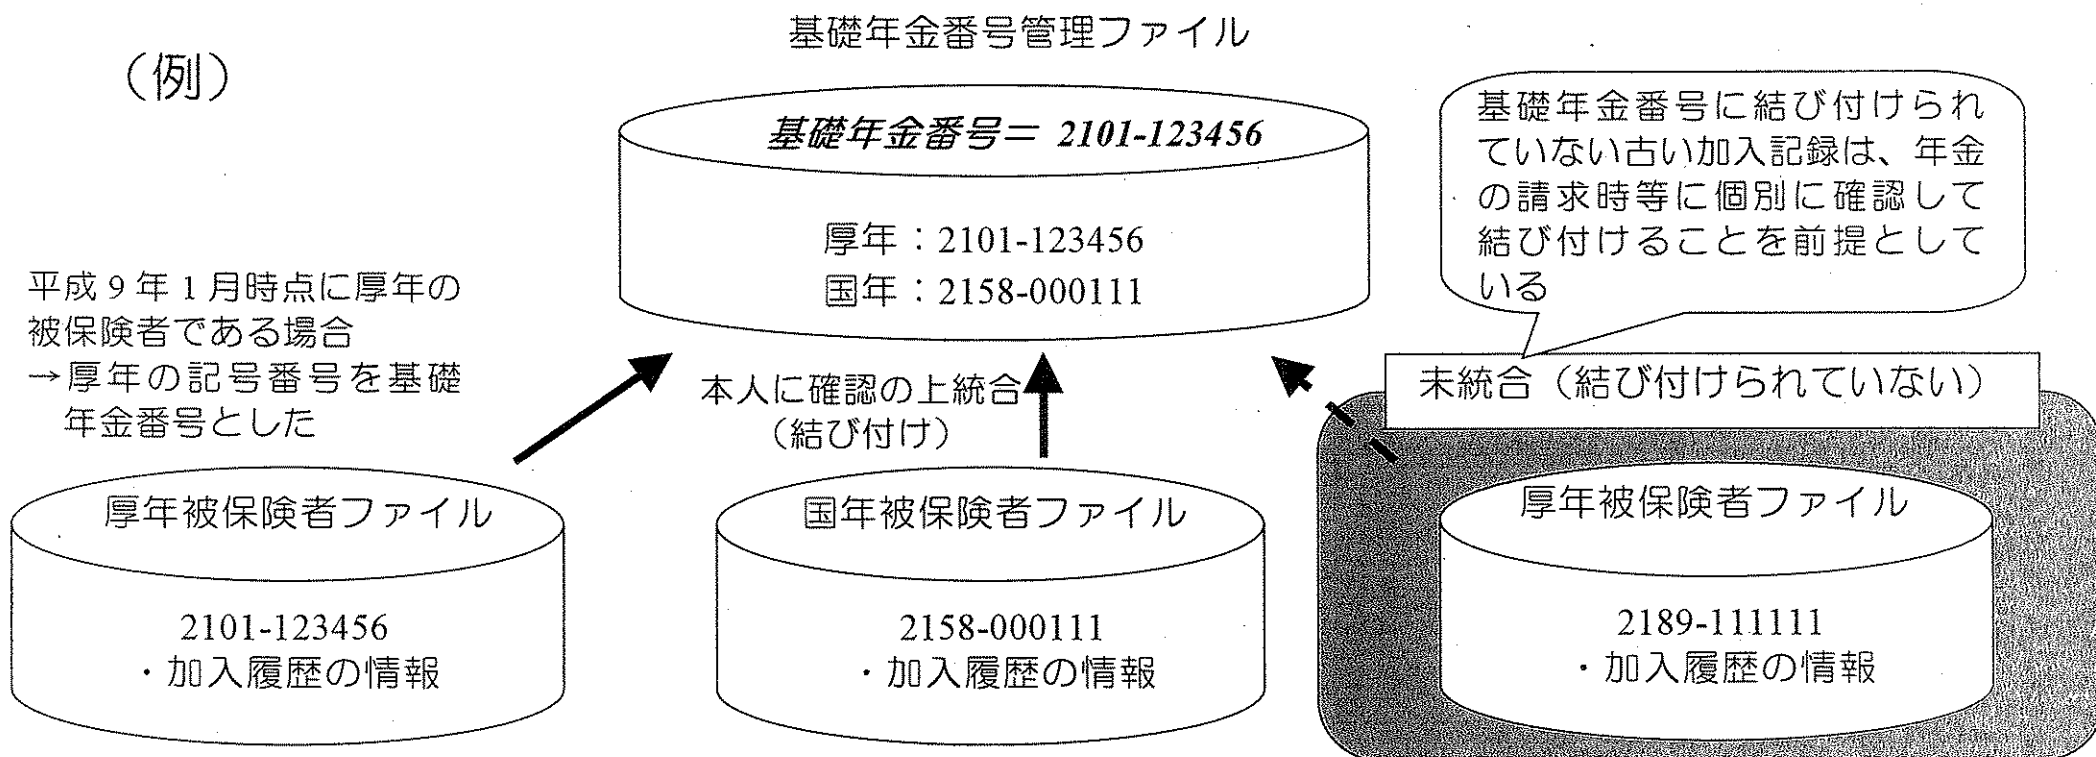 基礎年金番号管理ファイル
（例）
基礎年金番号＝ 2101-123456
厚年：2101-123456
国年：2158-000111
基礎年金番号に結び付けられ
ていない古い加入記録は、年金
の請求時等に個別に確認して
結び付けることを前提として
いる
平成９年１月時点に厚年の
被保険者である場合
→厚年の記号番号を基礎
年金番号とした
本人に確認の上統合
（結び付け）
未統合（結び付けられていない）
厚年被保険者ファイル
2101-123456
・加入履歴の情報
国年被保険者ファイル
2158-000111
・加入履歴の情報
厚年被保険者ファイル
2189-111111
・加入履歴の情報